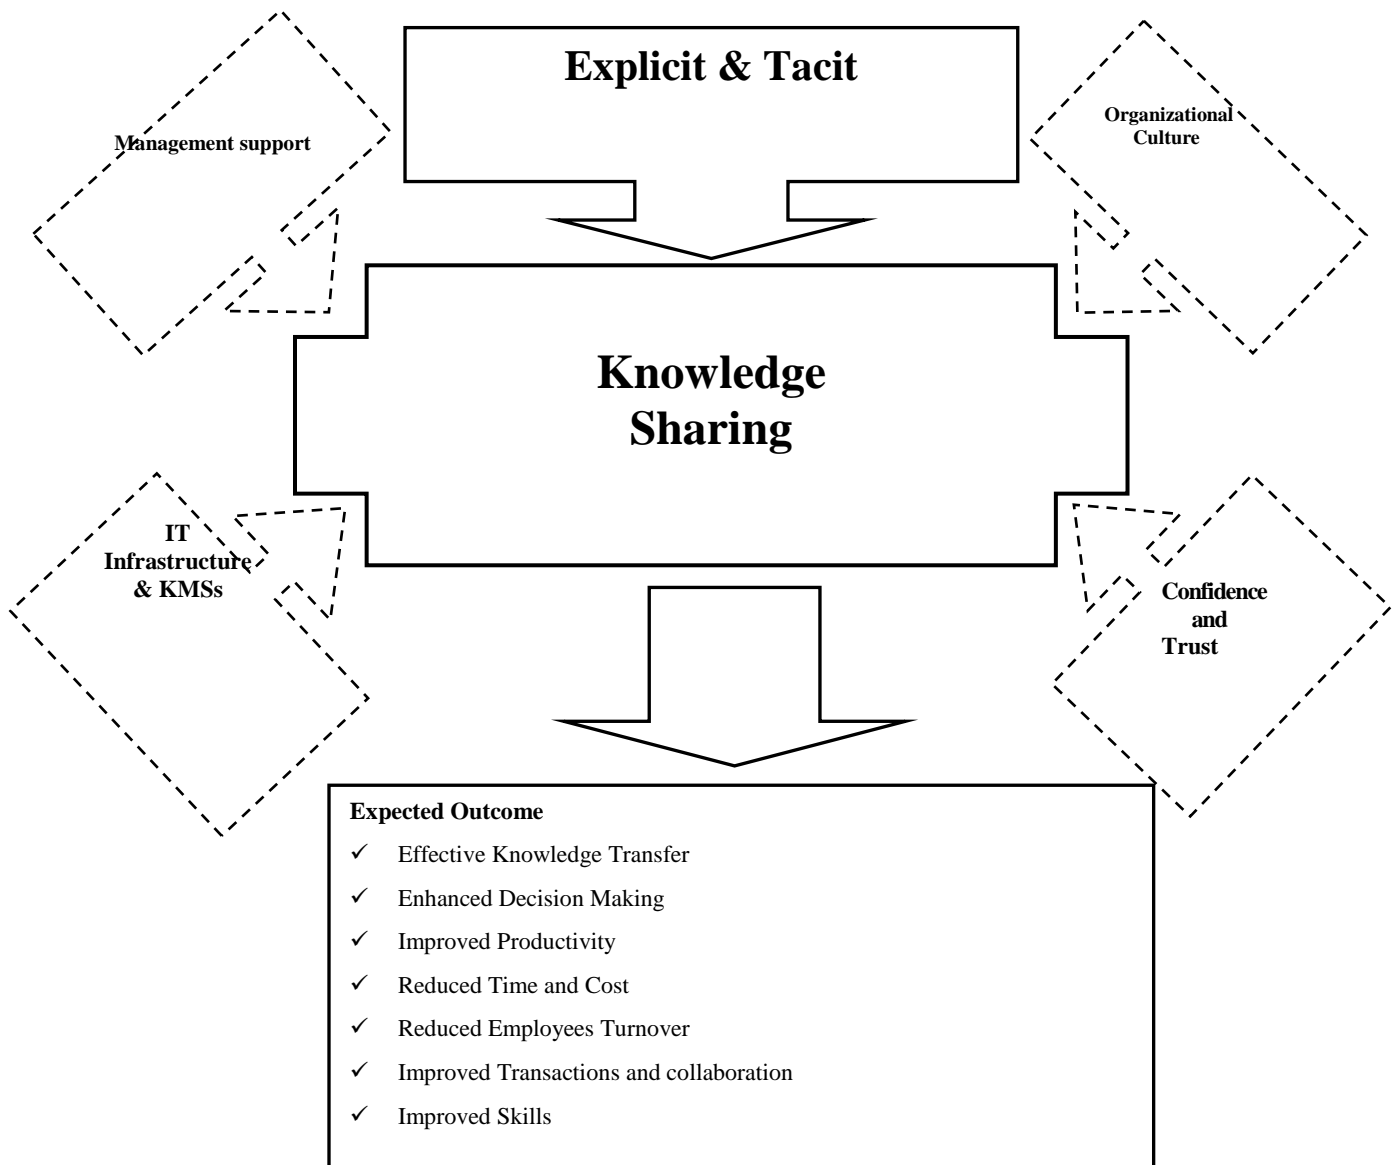 Explicit & Tacit
Management support
Organizational
Culture
Knowledge
Sharing
IT
Infrastructure
& KMSs
Confidence
and
Trust
Expected Outcome
✓ Effective Knowledge Transfer
✓ Enhanced Decision Making
✓ Improved Productivity
✓ Reduced Time and Cost
✓ Reduced Employees Turnover
✓ Improved Transactions and collaboration
✓ Improved Skills